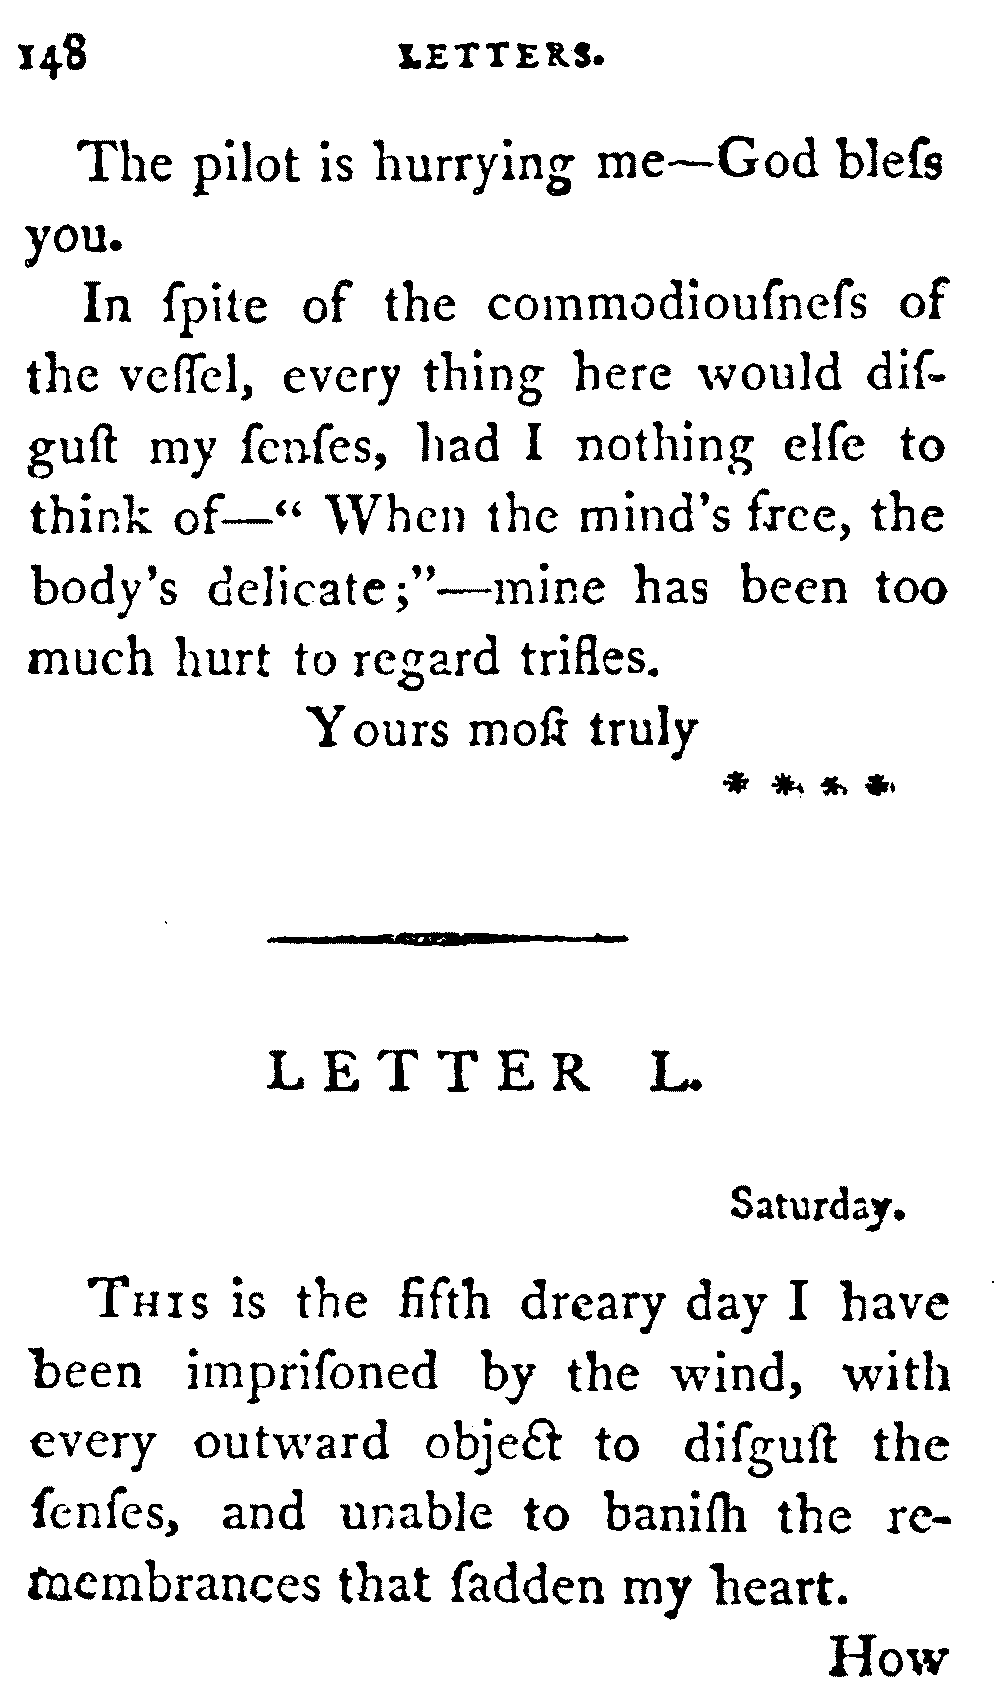 148 LETTERS.
The pilot is hurrying me—God bleſs
you.
In ſpite of the commodiouſneſs of
the veſſel, every thing here would diſ-
guſt my ſenſes, had I nothing elſe to
think of—“ When the mind's free, the
body's delicate;”—mine has been too
much hurt to regard trifles.
Yours moſt truly
* * * *
LETTER L.
Saturday.
THIS is the fifth dreary day I have
been impriſoned by the wind, with
every outward object to diſguſt the
ſenſes, and unable to baniſh the re-
membrances that ſadden my heart.
How